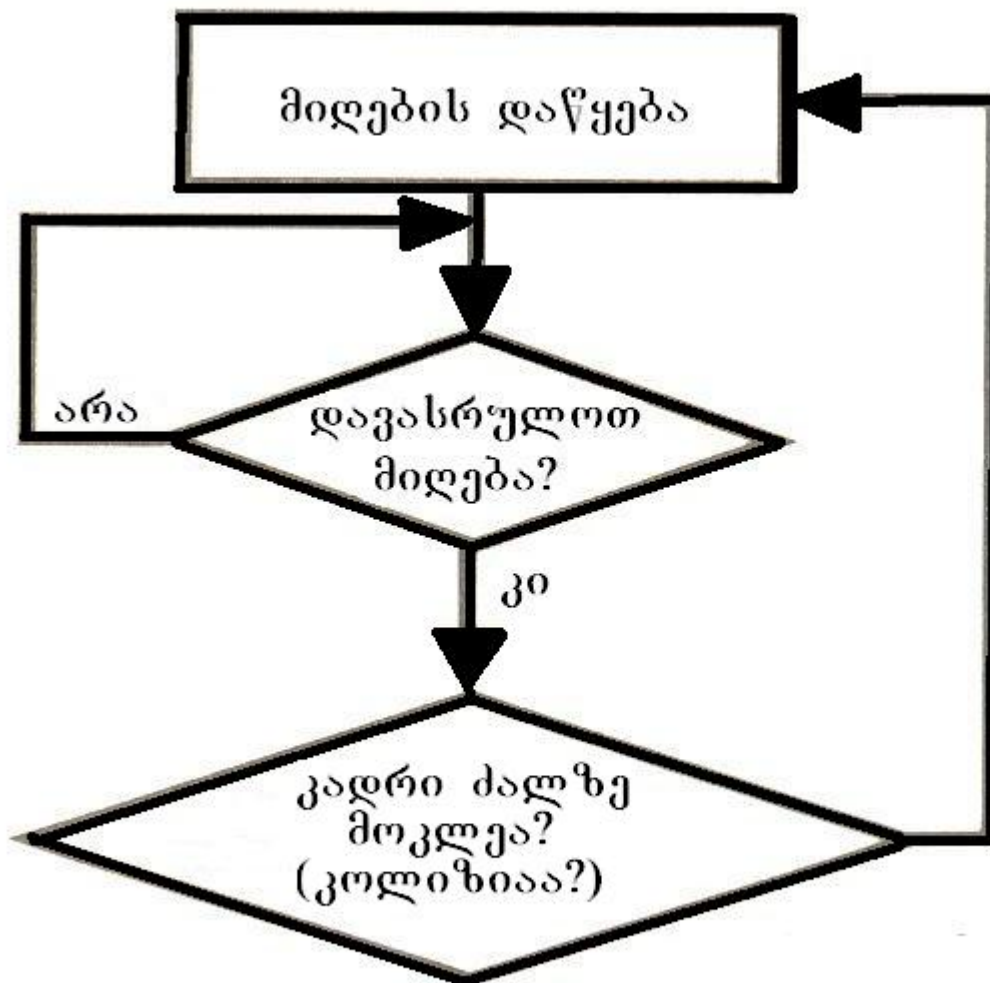 მიღების დაწყება
არა
დავასრულოთ
მიღება?
კი
კადრი ძალზე
მოკლეა?
(კოლიზიაა?)